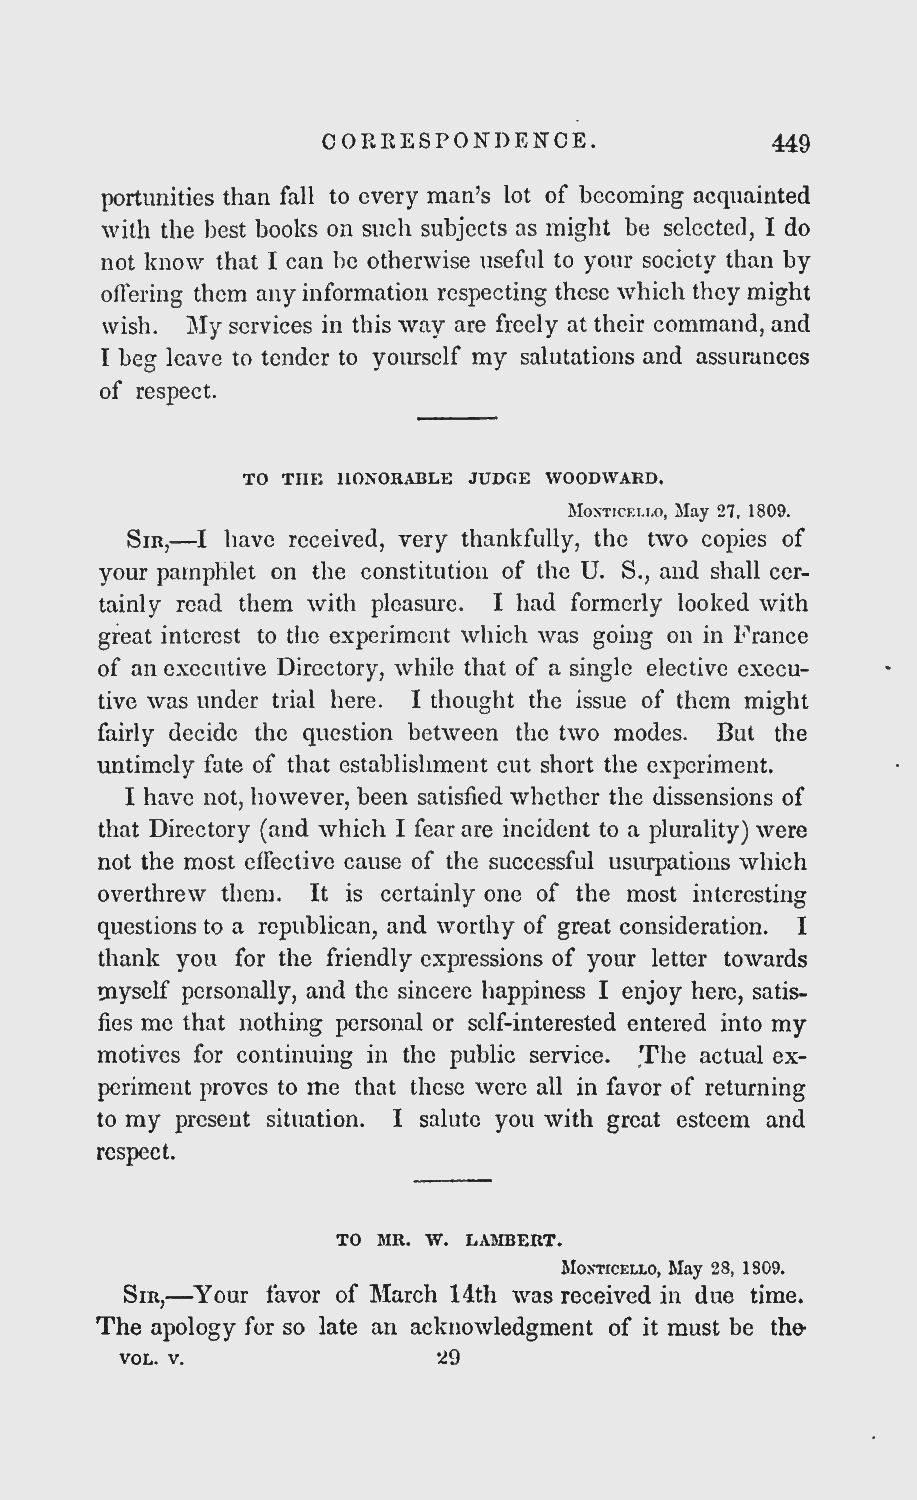 CORRESPONDENCE. 449
portunities than fall to every man's lot of becoming acquainted
with the best books on such subjects as might be selected, I do
not know that I can be otherwise useful to your society than by
offering them any information respecting these which they might
wish. My services in this way are freely at their command, and
I beg leave to tender to yourself my salutations and assurances
of respect.
TO THE HONORABLE JUDGE WOODWARD.
Monticello, May 27, 1809.
Sir,—I have received, very thankfully, the two copies of
your pamphlet on the constitution of the U. S., and shall cer-
tainly read them with pleasure. I had formerly looked with
great interest to the experiment which was going on in France
of an executive Directory, while that of a single elective execu-
tive was under trial here. I thought the issue of them might
fairly decide the question between the two modes. But the
untimely fate of that establishment cut short the experiment.
I have not, however, been satisfied whether the dissensions of
that Directory (and which I fear are incident to a plurality) were
not the most effective cause of the successful usurpations which
overthrew them. It is certainly one of the most interesting
questions to a republican, and worthy of great consideration. I
thank you for the friendly expressions of your letter towards
myself personally, and the sincere happiness I enjoy here, satis-
fies me that nothing personal or self-interested entered into my
motives for continuing in the public service. The actual ex-
periment proves to me that these were all in favor of returning
to my present situation. I salute you with great esteem and
respect.
TO MR. W. LAMBERT.
Monticello, May 28, 1809.
Sir,—Your favor of March 14th was received in due time.
The apology for so late an acknowledgment of it must be the
VOL. V. 29